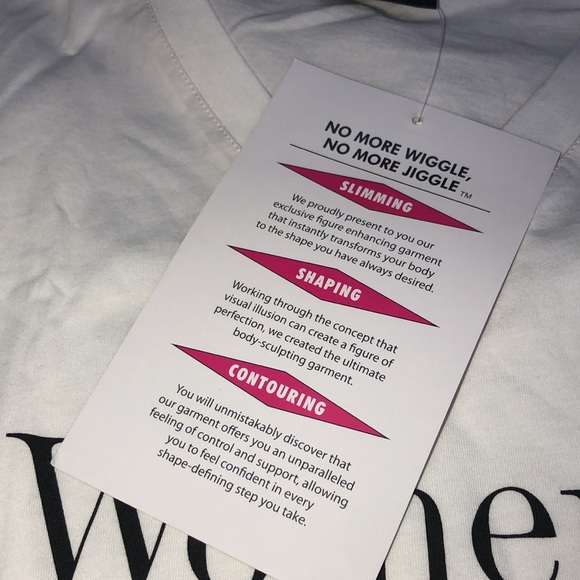 NO MORE WIGGLE,
NO MORE JIGGLE™
SLIMMING
We proudly present to you our
exclusive figure enhancing garment
that instantly transforms your body
to the shape you have always desired.
SHAPING
Working through the concept that
visual illusion can create a figure of
perfection, we created the ultimate
body-sculpting garment.
CONTOURING
You will unmistakably discover that
our garment offers you an unparalleled
feeling of control and support, allowing
you to feel confident in every
shape-defining step you take.